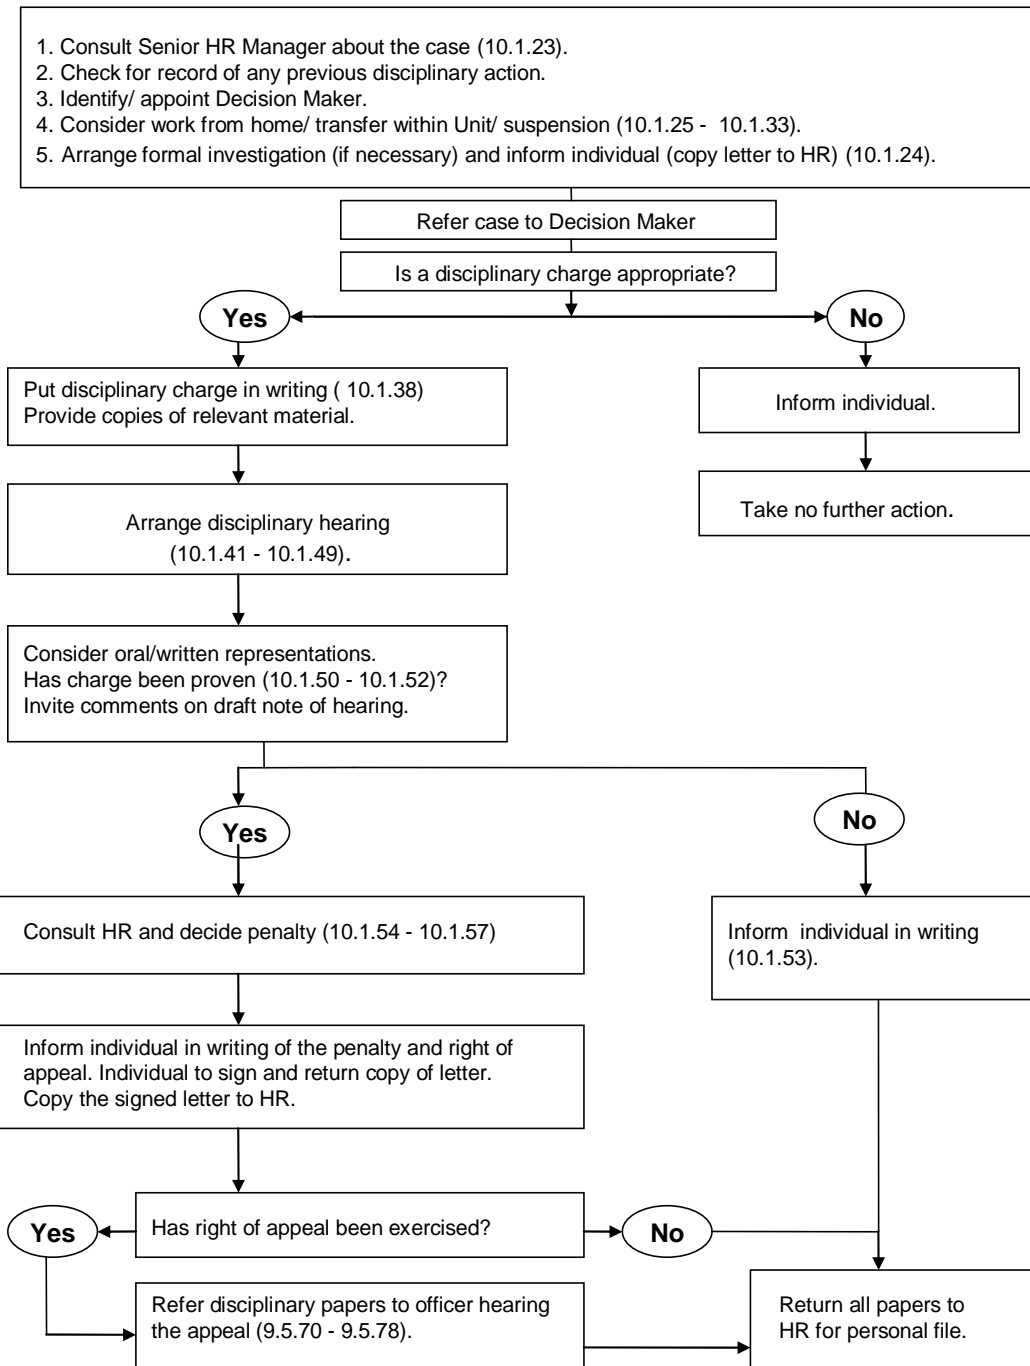 1. Consult Senior HR Manager about the case (10.1.23).
2. Check for record of any previous disciplinary action.
3. Identify/ appoint Decision Maker.
4. Consider work from home/ transfer within Unit/ suspension (10.1.25 - 10.1.33).
5. Arrange formal investigation (if necessary) and inform individual (copy letter to HR) (10.1.24).
Refer case to Decision Maker
Is a disciplinary charge appropriate?
Yes
No
Put disciplinary charge in writing ( 10.1.38)
Provide copies of relevant material.
Inform individual.
Arrange disciplinary hearing
(10.1.41 - 10.1.49).
Take no further action.
Consider oral/written representations.
Has charge been proven (10.1.50 - 10.1.52)?
Invite comments on draft note of hearing.
Yes
No
Consult HR and decide penalty (10.1.54 - 10.1.57)
Inform individual in writing
(10.1.53).
Inform individual in writing of the penalty and right of
appeal. Individual to sign and return copy of letter.
Copy the signed letter to HR.
Yes
Has right of appeal been exercised?
No
Refer disciplinary papers to officer hearing
the appeal (9.5.70 - 9.5.78).
Return all papers to
HR for personal file.